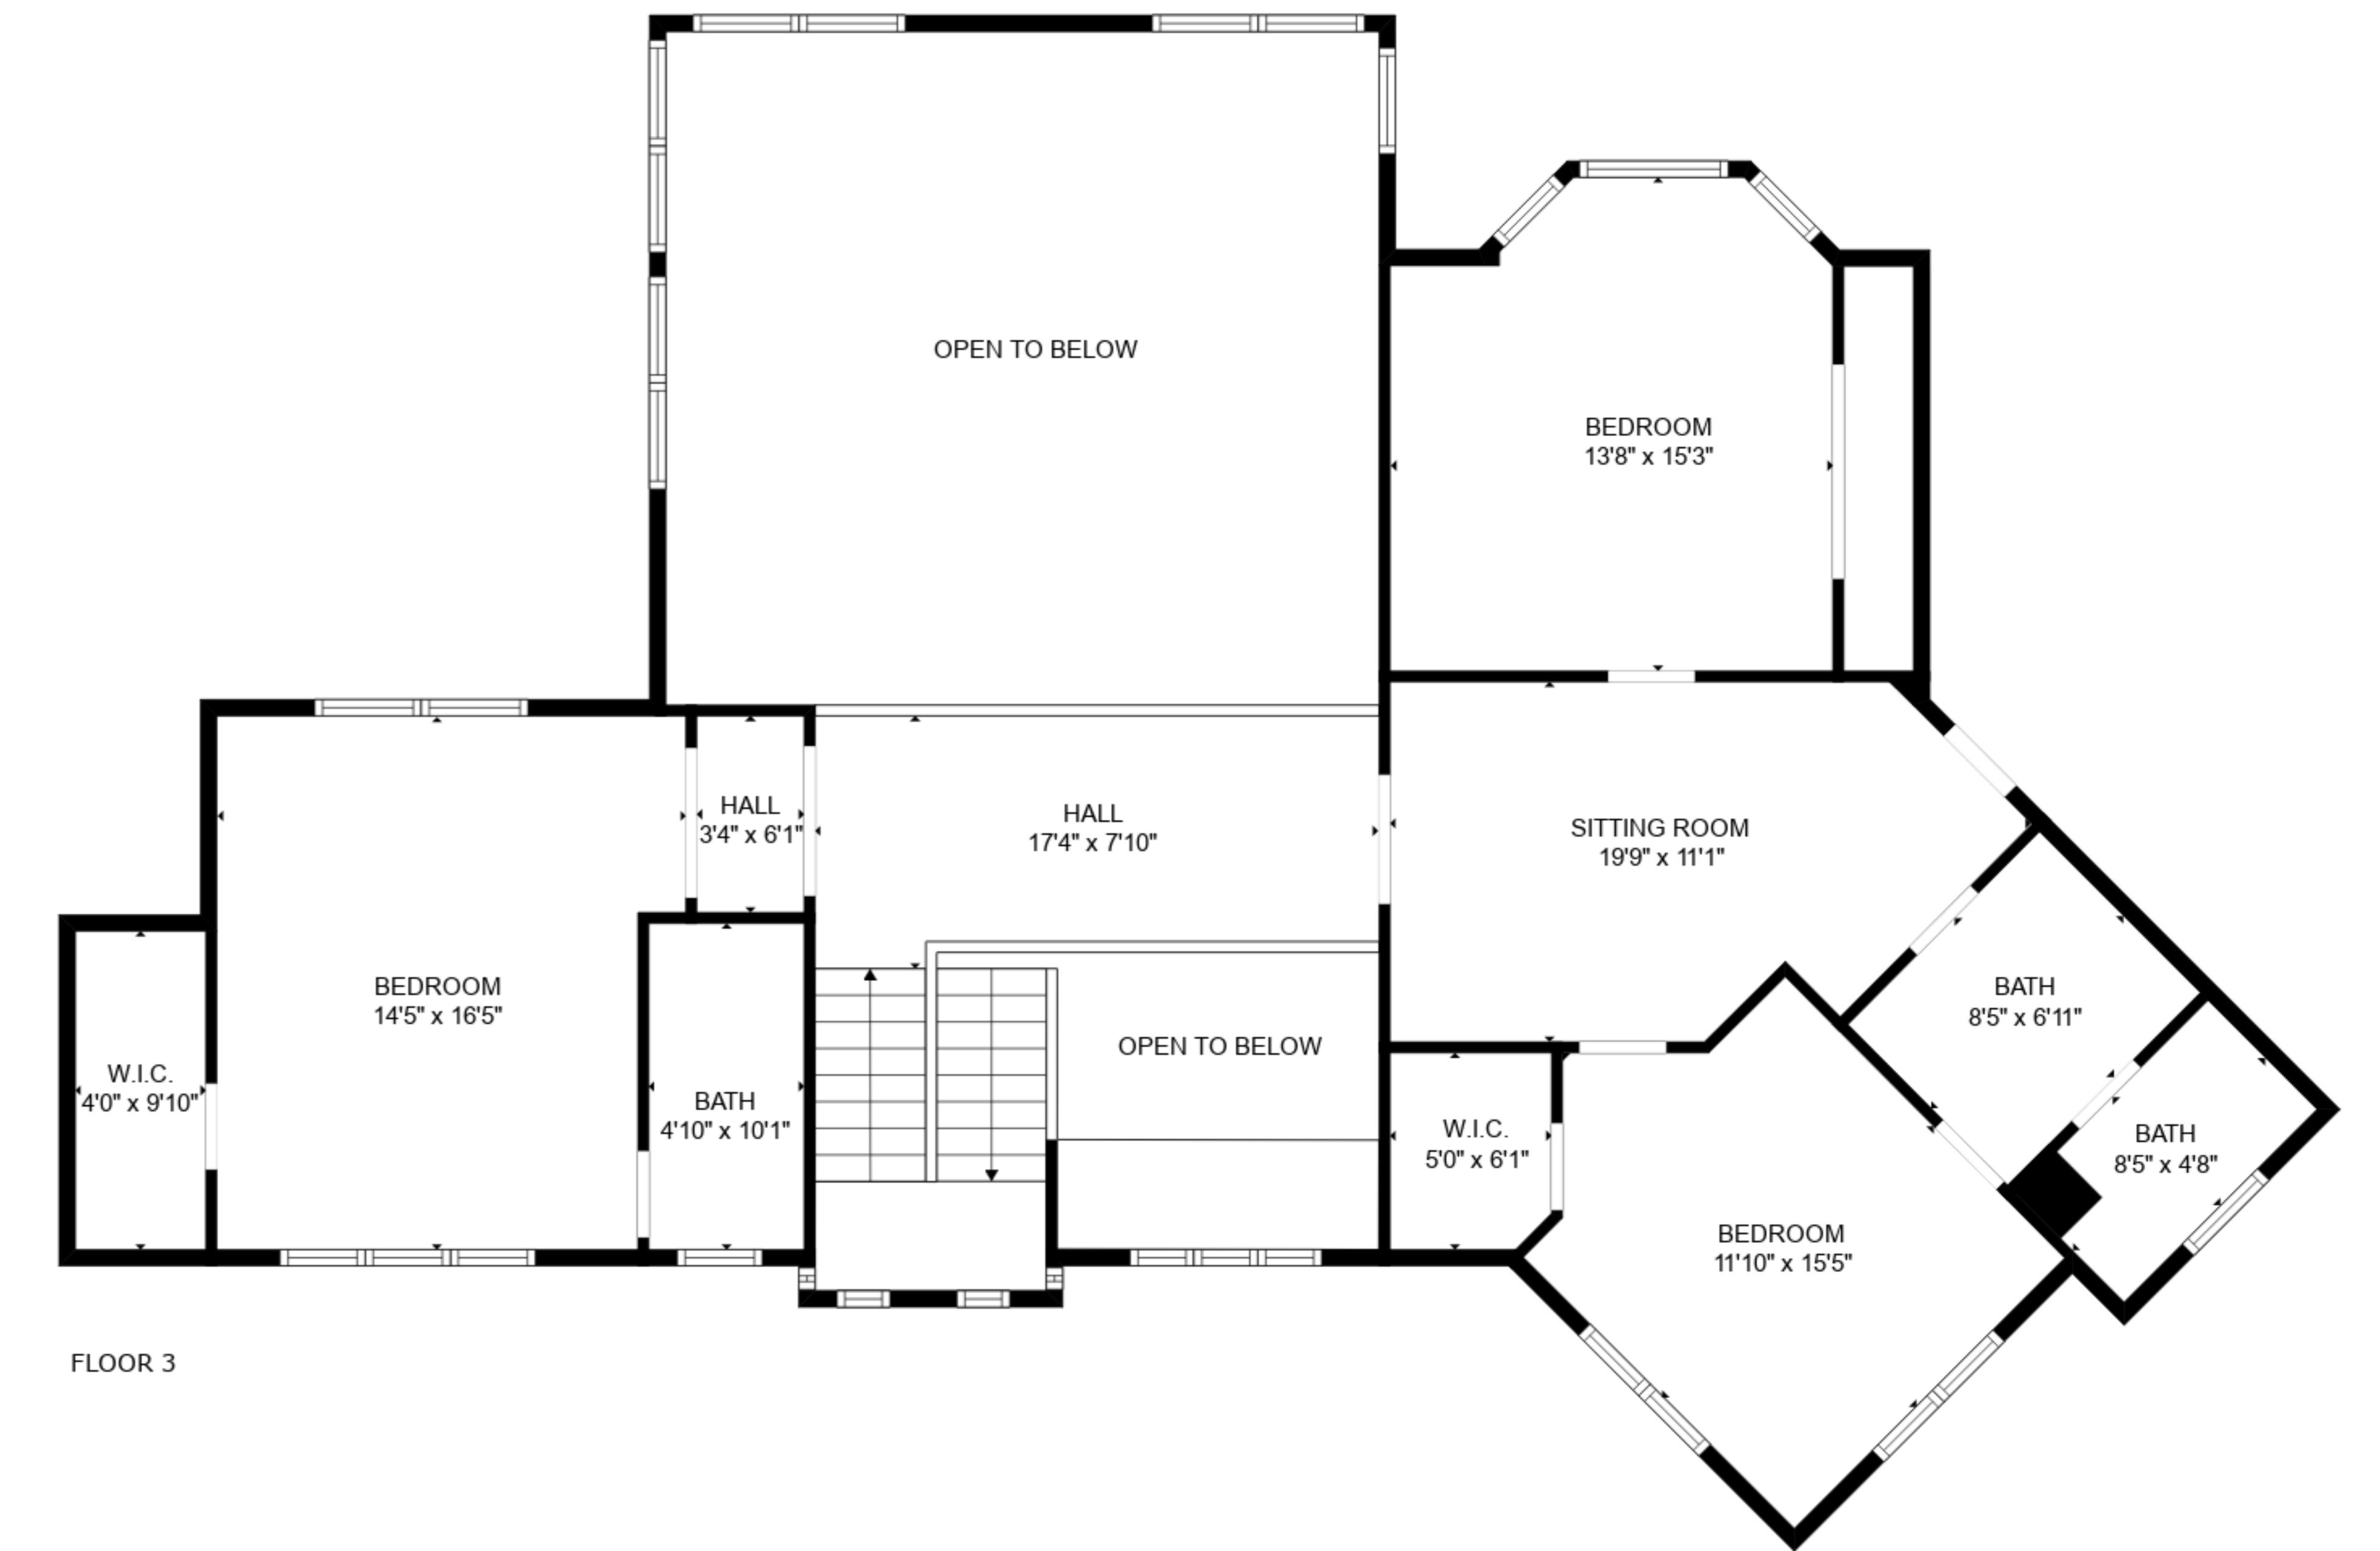 OPEN TO BELOW
BEDROOM
13'8" x 15'3"
HALL
3'4" x 6'1"
HALL
17'4" x 7'10"
SITTING ROOM
19'9" x 11'1"
BEDROOM
14'5" x 16'5"
BATH
8'5" x 6'11"
OPEN TO BELOW
W.I.C.
4'0" x 9'10"
BATH
4'10" x 10'1"
W.I.C.
5'0" x 6'1"
BATH
8'5" x 4'8"
BEDROOM
11'10" x 15'5"
FLOOR 3